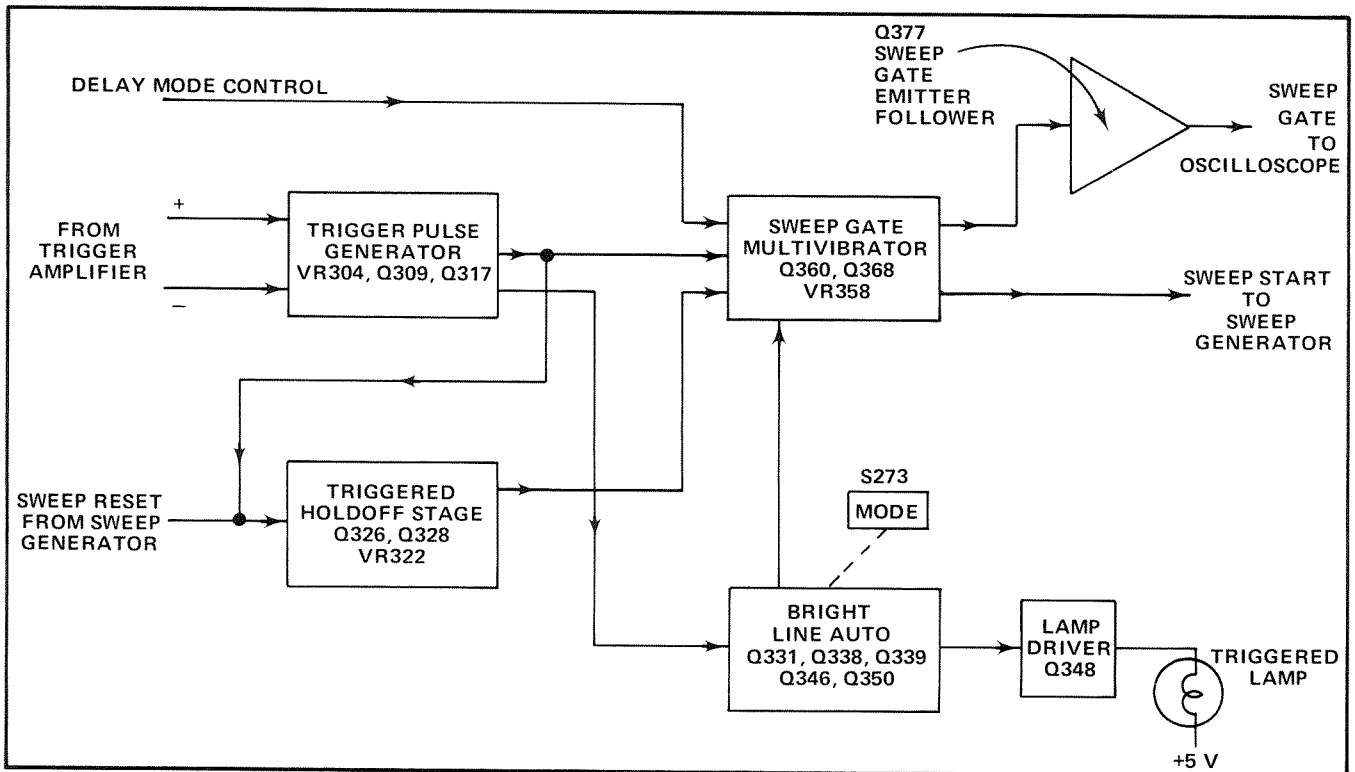 Q377
SWEEP
GATE
EMITTER
FOLLOWER
DELAY MODE CONTROL
SWEEP
GATE
TO
OSCILLOSCOPE
+
FROM
TRIGGER
AMPLIFIER
−
TRIGGER PULSE
GENERATOR
VR304, Q309, Q317
SWEEP GATE
MULTIVIBRATOR
Q360, Q368
VR358
SWEEP START
TO
SWEEP
GENERATOR
SWEEP RESET
FROM SWEEP
GENERATOR
TRIGGERED
HOLDOFF STAGE
Q326, Q328
VR322
S273
MODE
BRIGHT
LINE AUTO
Q331, Q338, Q339
Q346, Q350
LAMP
DRIVER
Q348
TRIGGERED
LAMP
+5 V